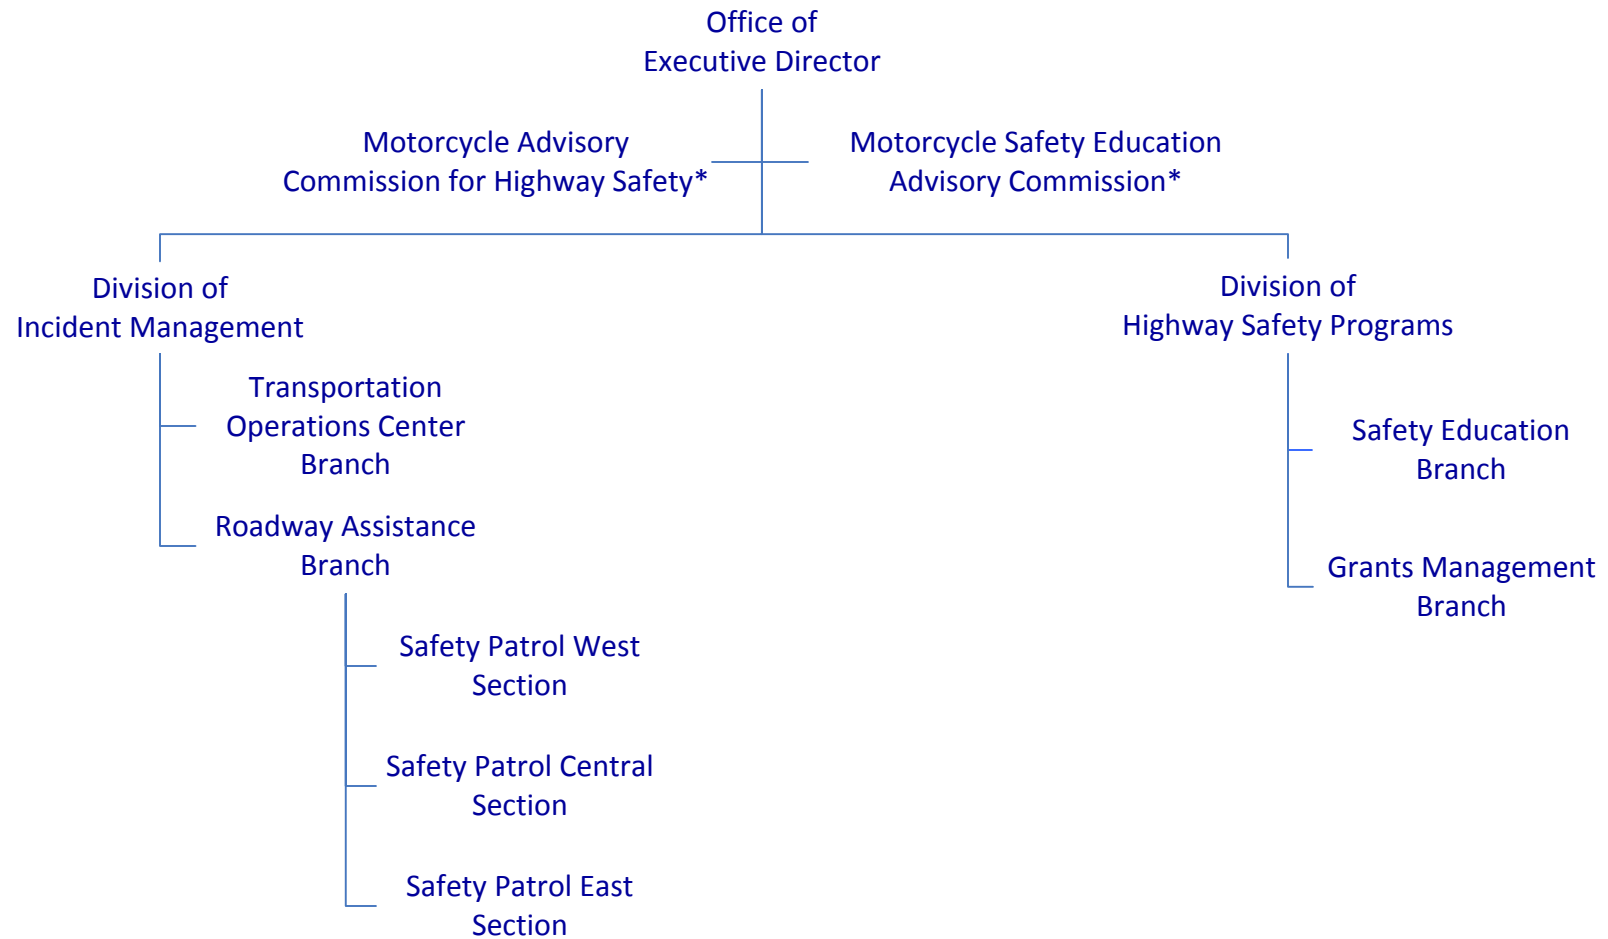 Office of
Executive Director
Motorcycle Advisory
Commission for Highway Safety*
Motorcycle Safety Education
Advisory Commission*
Division of
Incident Management
Transportation
Operations Center
Branch
Roadway Assistance
Branch
Safety Patrol West
Section
Safety Patrol Central
Section
Safety Patrol East
Section
Division of
Highway Safety Programs
Safety Education
Branch
Grants Management
Branch